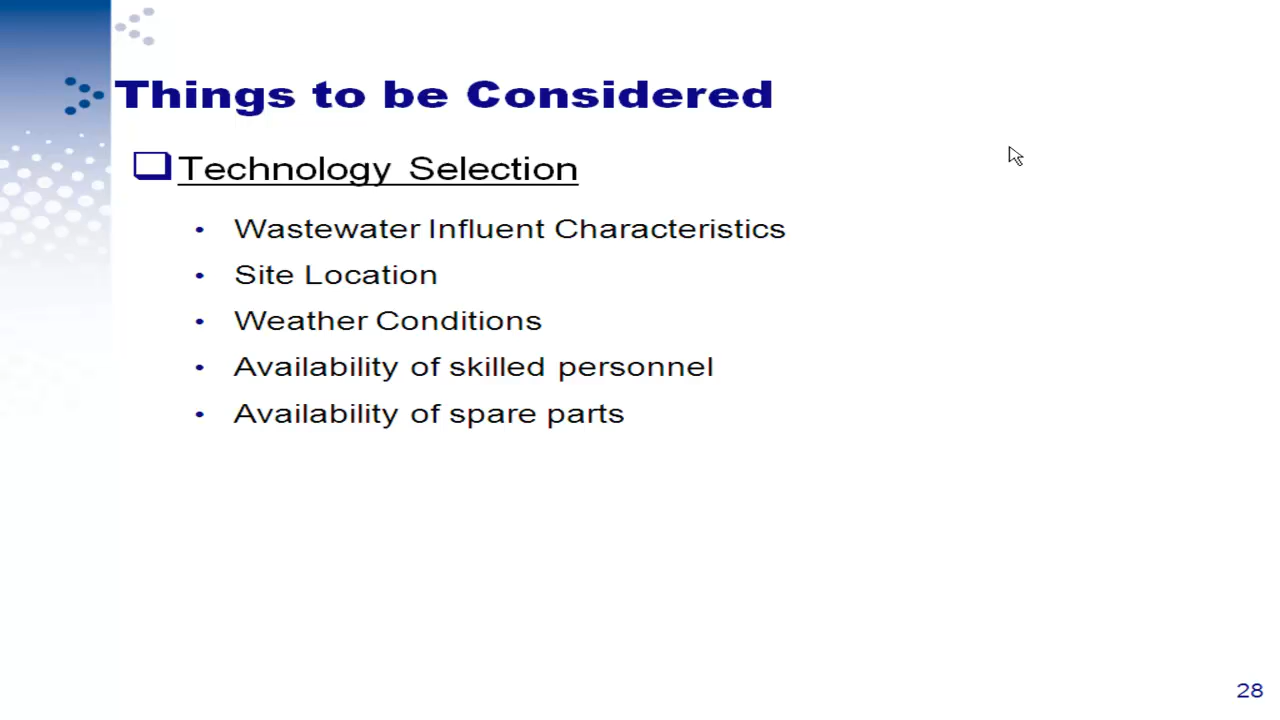 Things to be Considered
Technology Selection
• Wastewater Influent Characteristics
• Site Location
• Weather Conditions
• Availability of skilled personnel
• Availability of spare parts
28